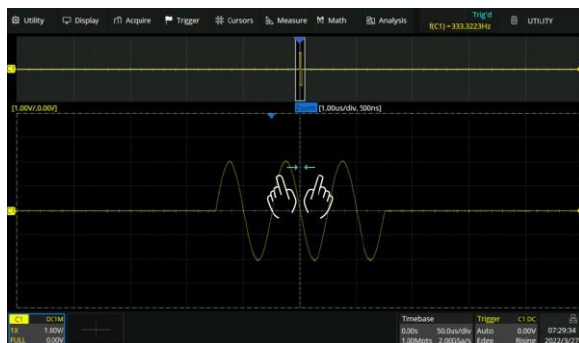 Utility Display Acquire Trigger Cursors Measure Math Analysis
Trig'd
f(C1) = 333.3223Hz
UTILITY
C1
[1.00V/,0.00V] Zoom [1.00us/div, 500ns]
C1
C1 DC1M
1X 1.00V/
FULL 0.00V
Timebase
0.00s 50.0us/div
1.00Mpts 2.00GSa/s
Trigger C1 DC
Auto 0.00V
Edge Rising
07:29:34
2022/3/27